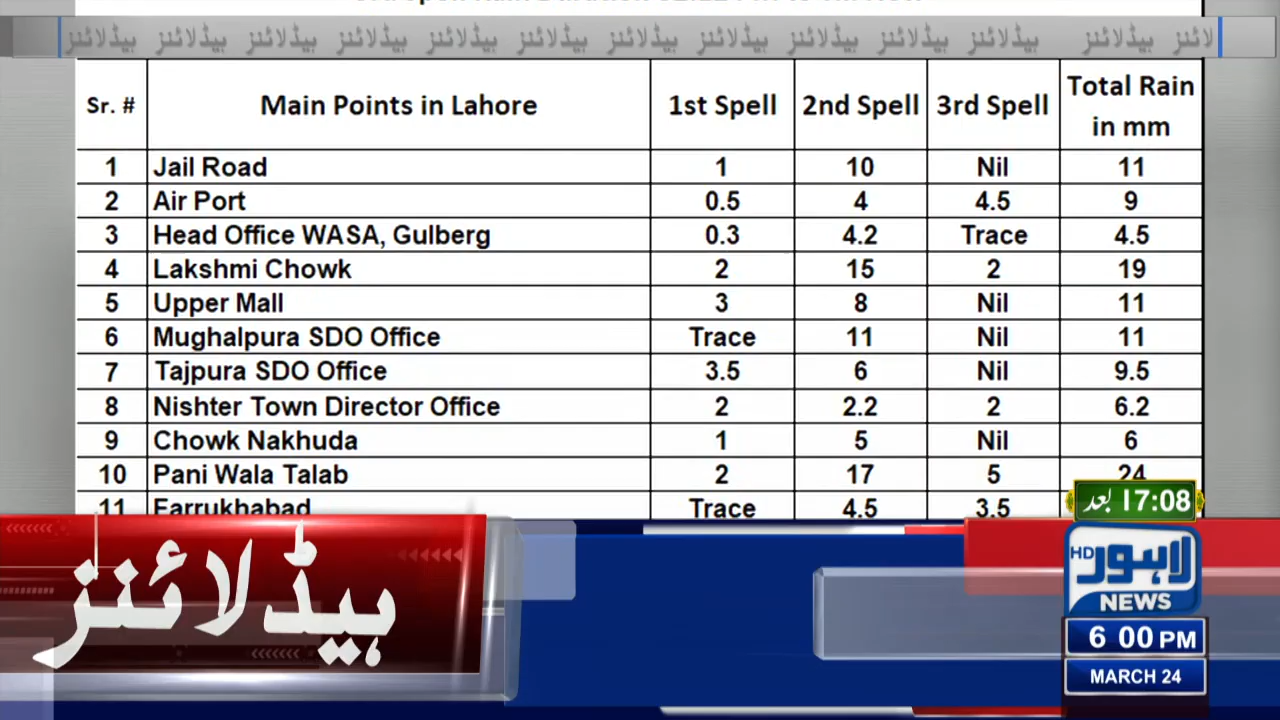 ہیڈلائنز ہیڈلائنز ہیڈلائنز ہیڈلائنز ہیڈلائنز ہیڈلائنز ہیڈلائنز ہیڈلائنز ہیڈلائنز ہیڈلائنز ہیڈلائنز ہیڈلائنز لائنز
Sr. # Main Points in Lahore 1st Spell 2nd Spell 3rd Spell Total Rain in mm
1 Jail Road 1 10 Nil 11
2 Air Port 0.5 4 4.5 9
3 Head Office WASA, Gulberg 0.3 4.2 Trace 4.5
4 Lakshmi Chowk 2 15 2 19
5 Upper Mall 3 8 Nil 11
6 Mughalpura SDO Office Trace 11 Nil 11
7 Tajpura SDO Office 3.5 6 Nil 9.5
8 Nishter Town Director Office 2 2.2 2 6.2
9 Chowk Nakhuda 1 5 Nil 6
10 Pani Wala Talab 2 17 5 24
11 Farrukhabad Trace 4.5 3.5
17:08 بعد
ہیڈلائنز
HD لاہور
NEWS
6 00 PM
MARCH 24